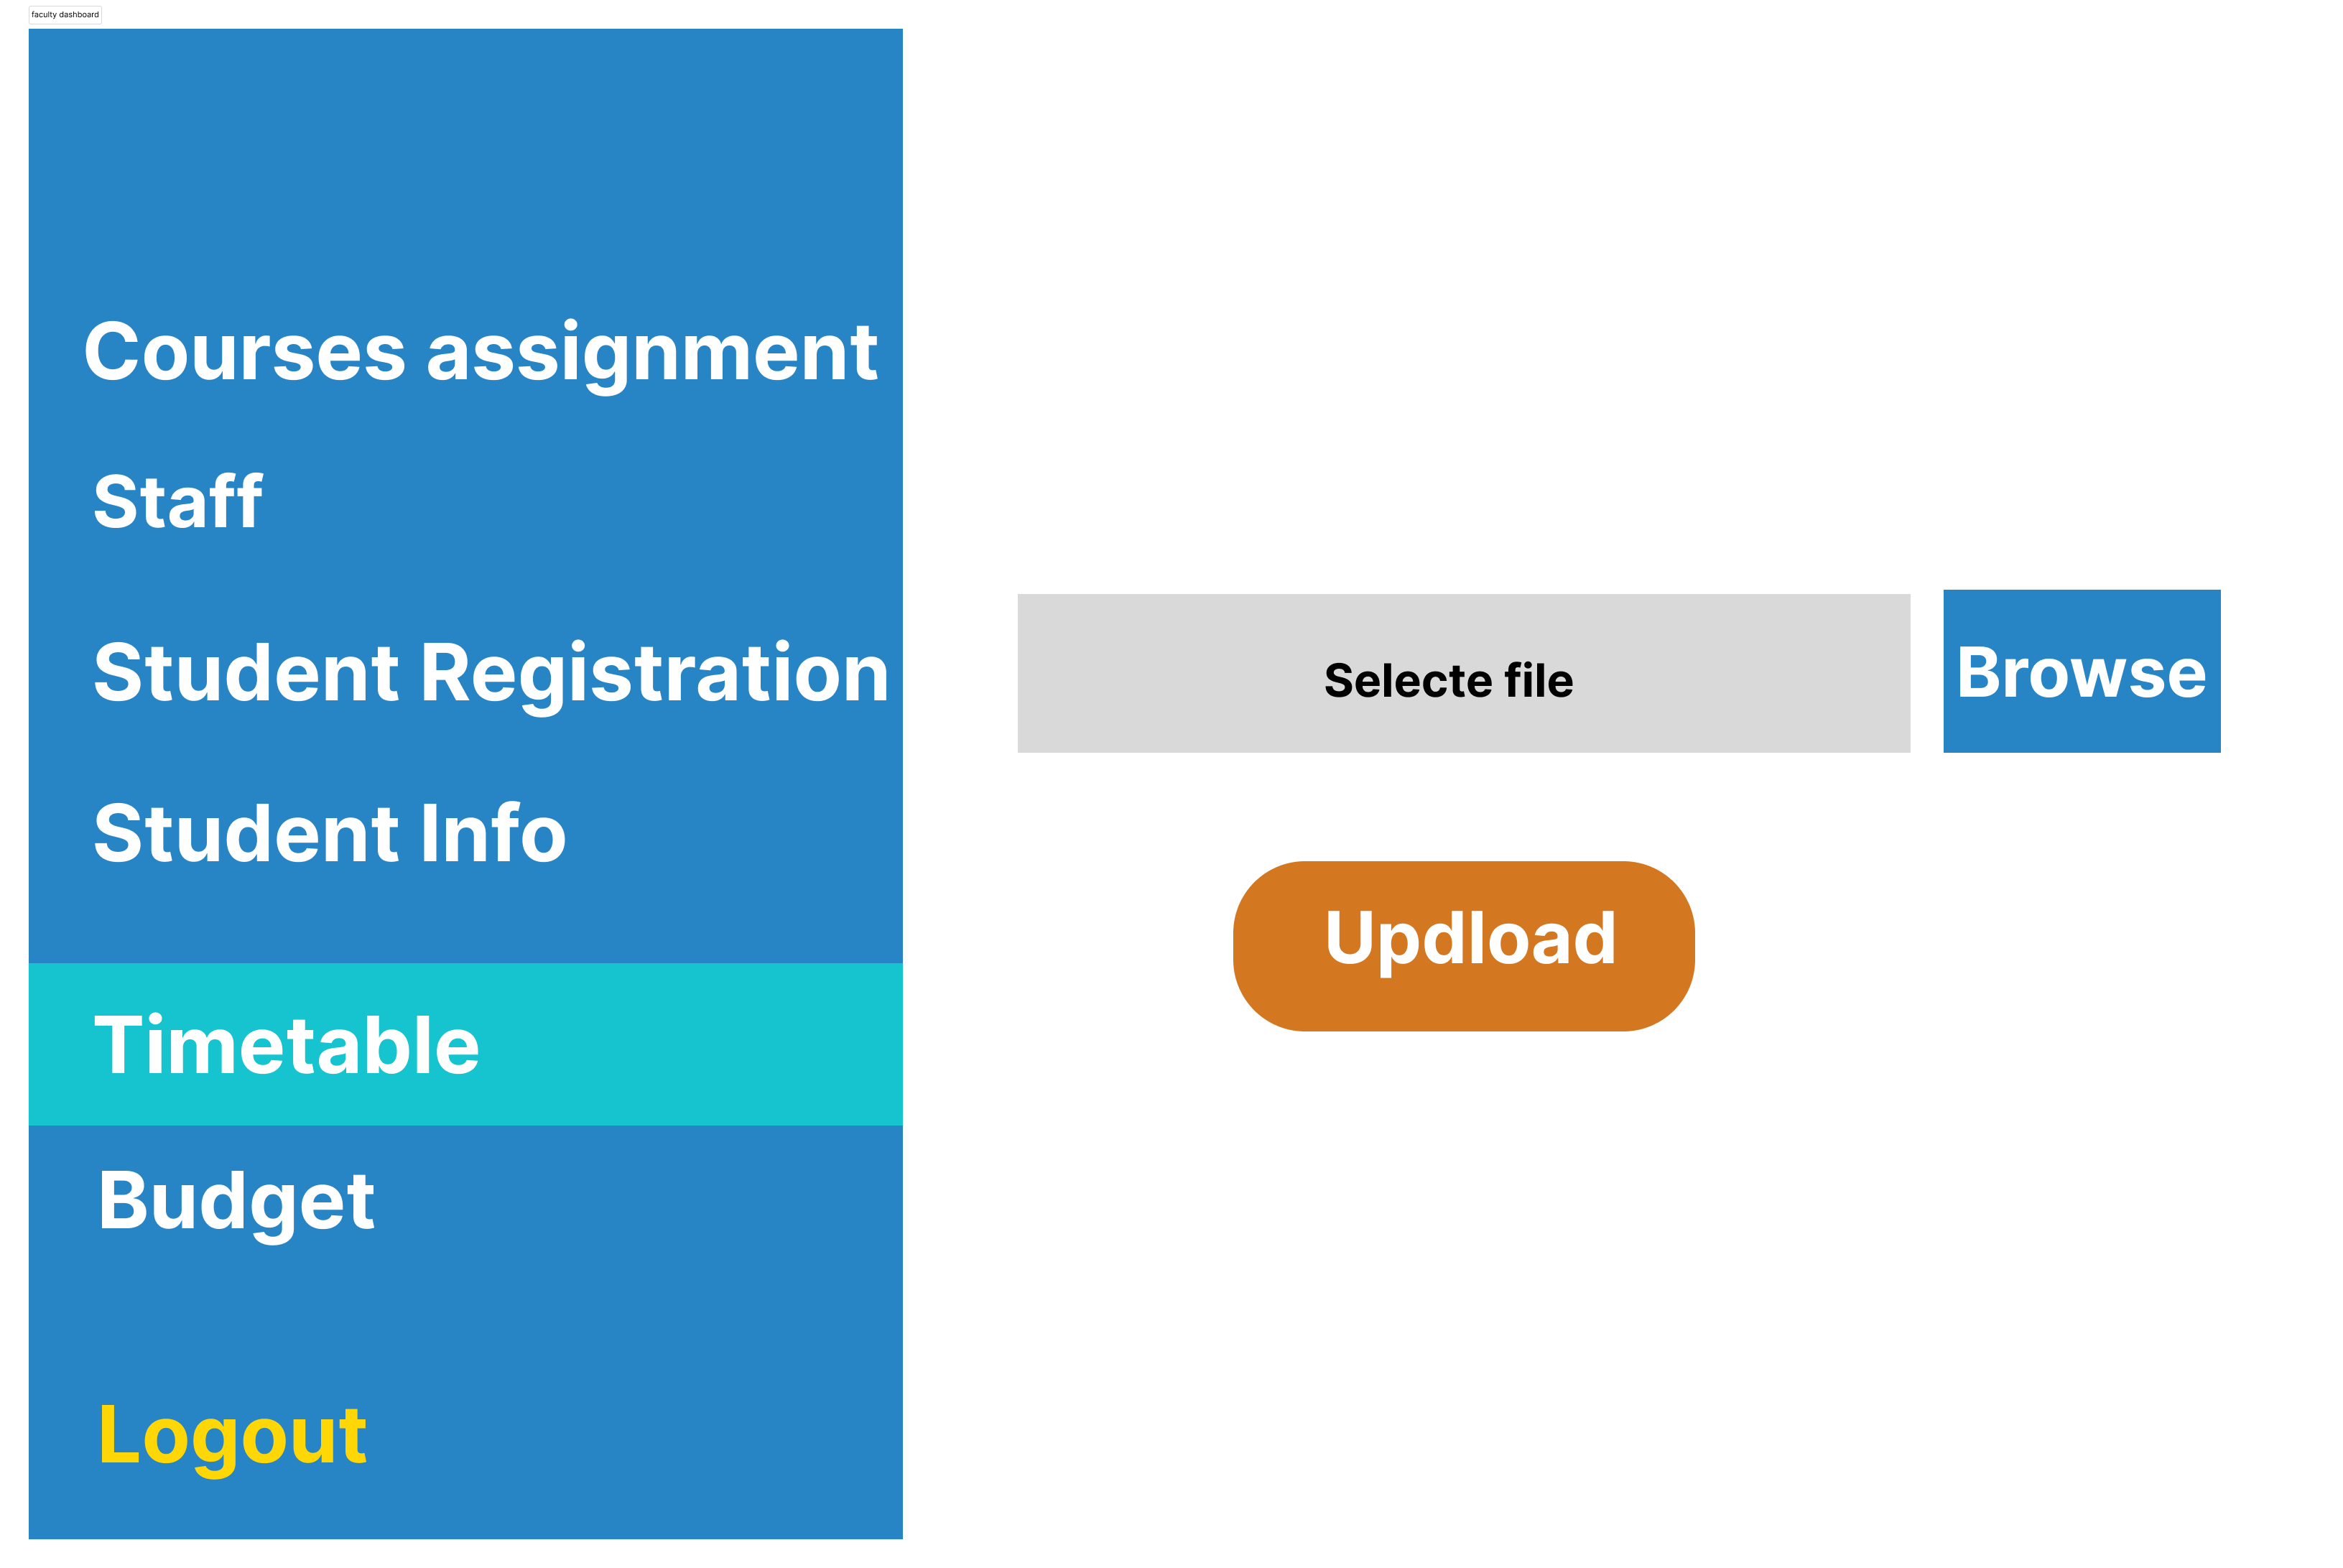 faculty dashboard
Courses assignment
Staff
Student Registration
Student Info
Timetable
Budget
Logout
Selecte file
Browse
Updload